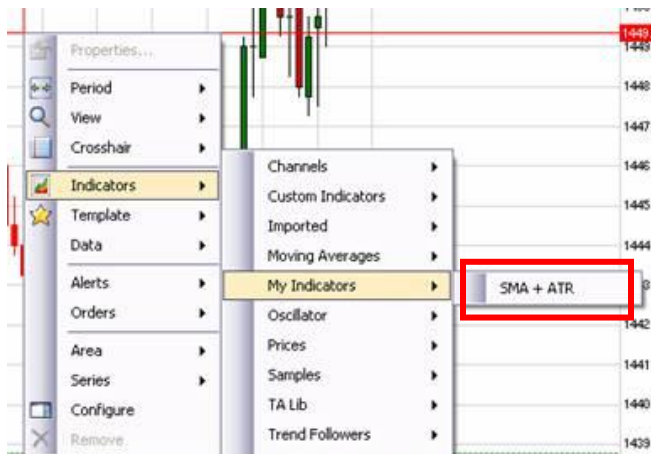 Properties...
Period
View
Crosshair
Indicators
Template
Data
Alerts
Orders
Area
Series
Configure
Remove
Channels
Custom Indicators
Imported
Moving Averages
My Indicators
Oscillator
Prices
Samples
TA Lib
Trend Followers
SMA + ATR
1449
1449
1448
1447
1446
1445
1444
1442
1441
1440
1439